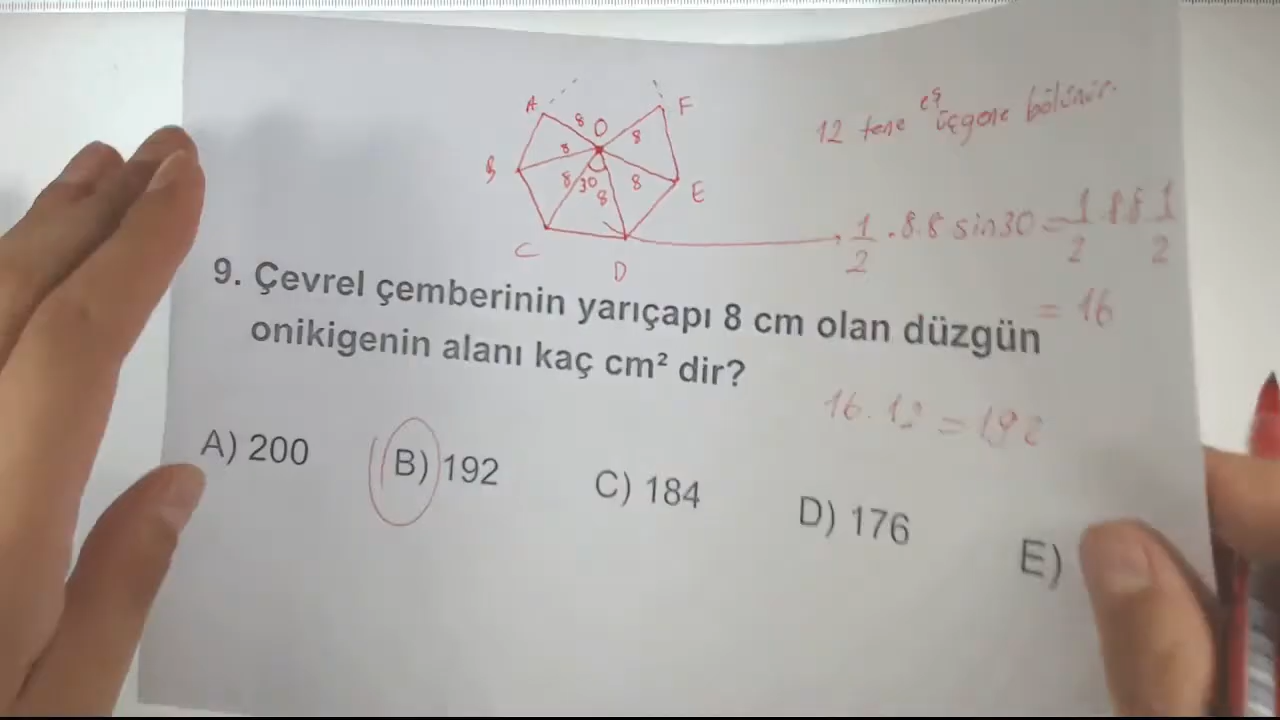 A
F
8
O
8
12 tene eş üçgene bölünür.
B
8
8
30
8
8
E
C
D
1/2 . 8.8 sin30 = 1/2 8 8 1/2
= 16
9. Çevrel çemberinin yarıçapı 8 cm olan düzgün
onikigenin alanı kaç cm² dir?
16.12 = 192
A) 200 B) 192 C) 184 D) 176 E)